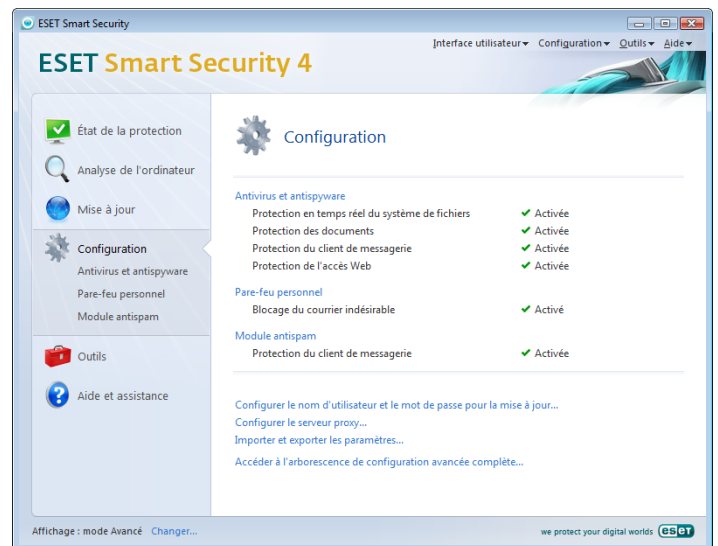 ESET Smart Security
Interface utilisateur Configuration Outils Aide
ESET Smart Security 4
État de la protection
Analyse de l'ordinateur
Mise à jour
Configuration
Antivirus et antispyware
Pare-feu personnel
Module antispam
Outils
Aide et assistance
Configuration
Antivirus et antispyware
Protection en temps réel du système de fichiers Activée
Protection des documents Activée
Protection du client de messagerie Activée
Protection de l'accès Web Activée
Pare-feu personnel
Blocage du courrier indésirable Activé
Module antispam
Protection du client de messagerie Activée
Configurer le nom d'utilisateur et le mot de passe pour la mise à jour...
Configurer le serveur proxy...
Importer et exporter les paramètres...
Accéder à l'arborescence de configuration avancée complète...
Affichage : mode Avancé Changer...
we protect your digital worlds eset